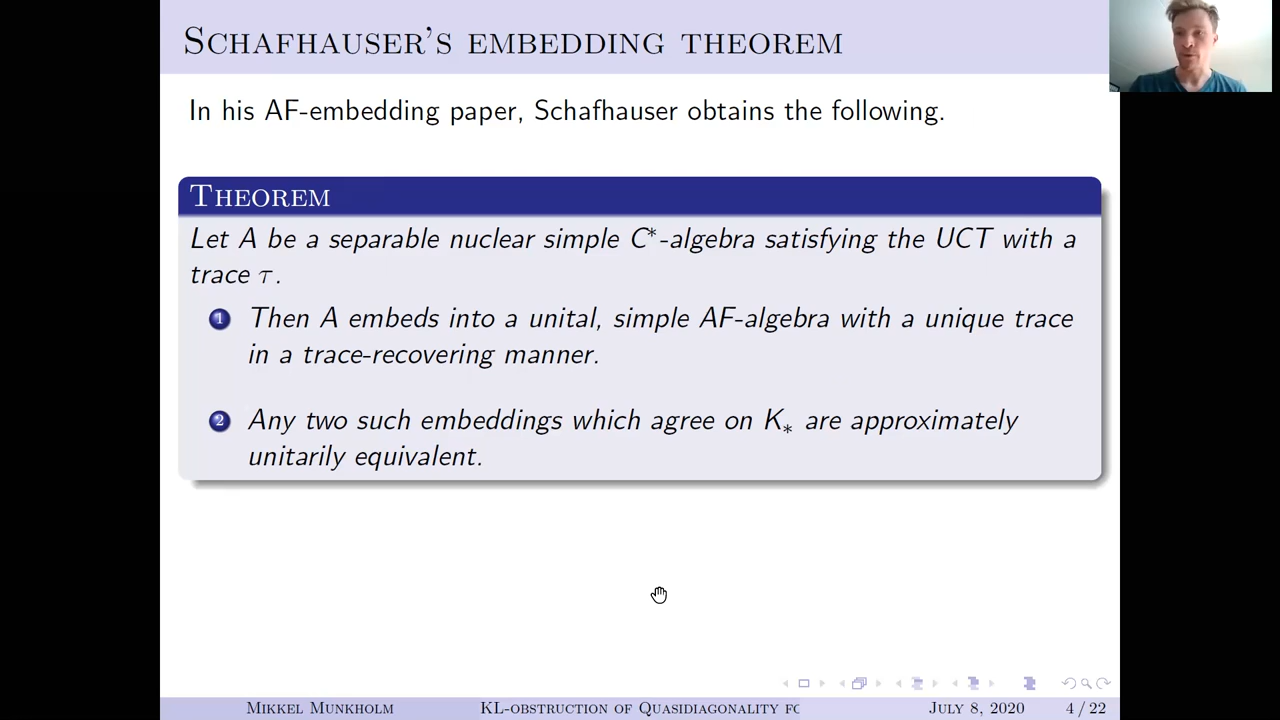 SCHAFHAUSER'S EMBEDDING THEOREM
In his AF-embedding paper, Schafhauser obtains the following.
THEOREM
Let A be a separable nuclear simple C*-algebra satisfying the UCT with a
trace τ.
1 Then A embeds into a unital, simple AF-algebra with a unique trace
in a trace-recovering manner.
2 Any two such embeddings which agree on K∗ are approximately
unitarily equivalent.
MIKKEL MUNKHOLM KL-OBSTRUCTION OF QUASIDIAGONALITY FO JULY 8, 2020 4 / 22